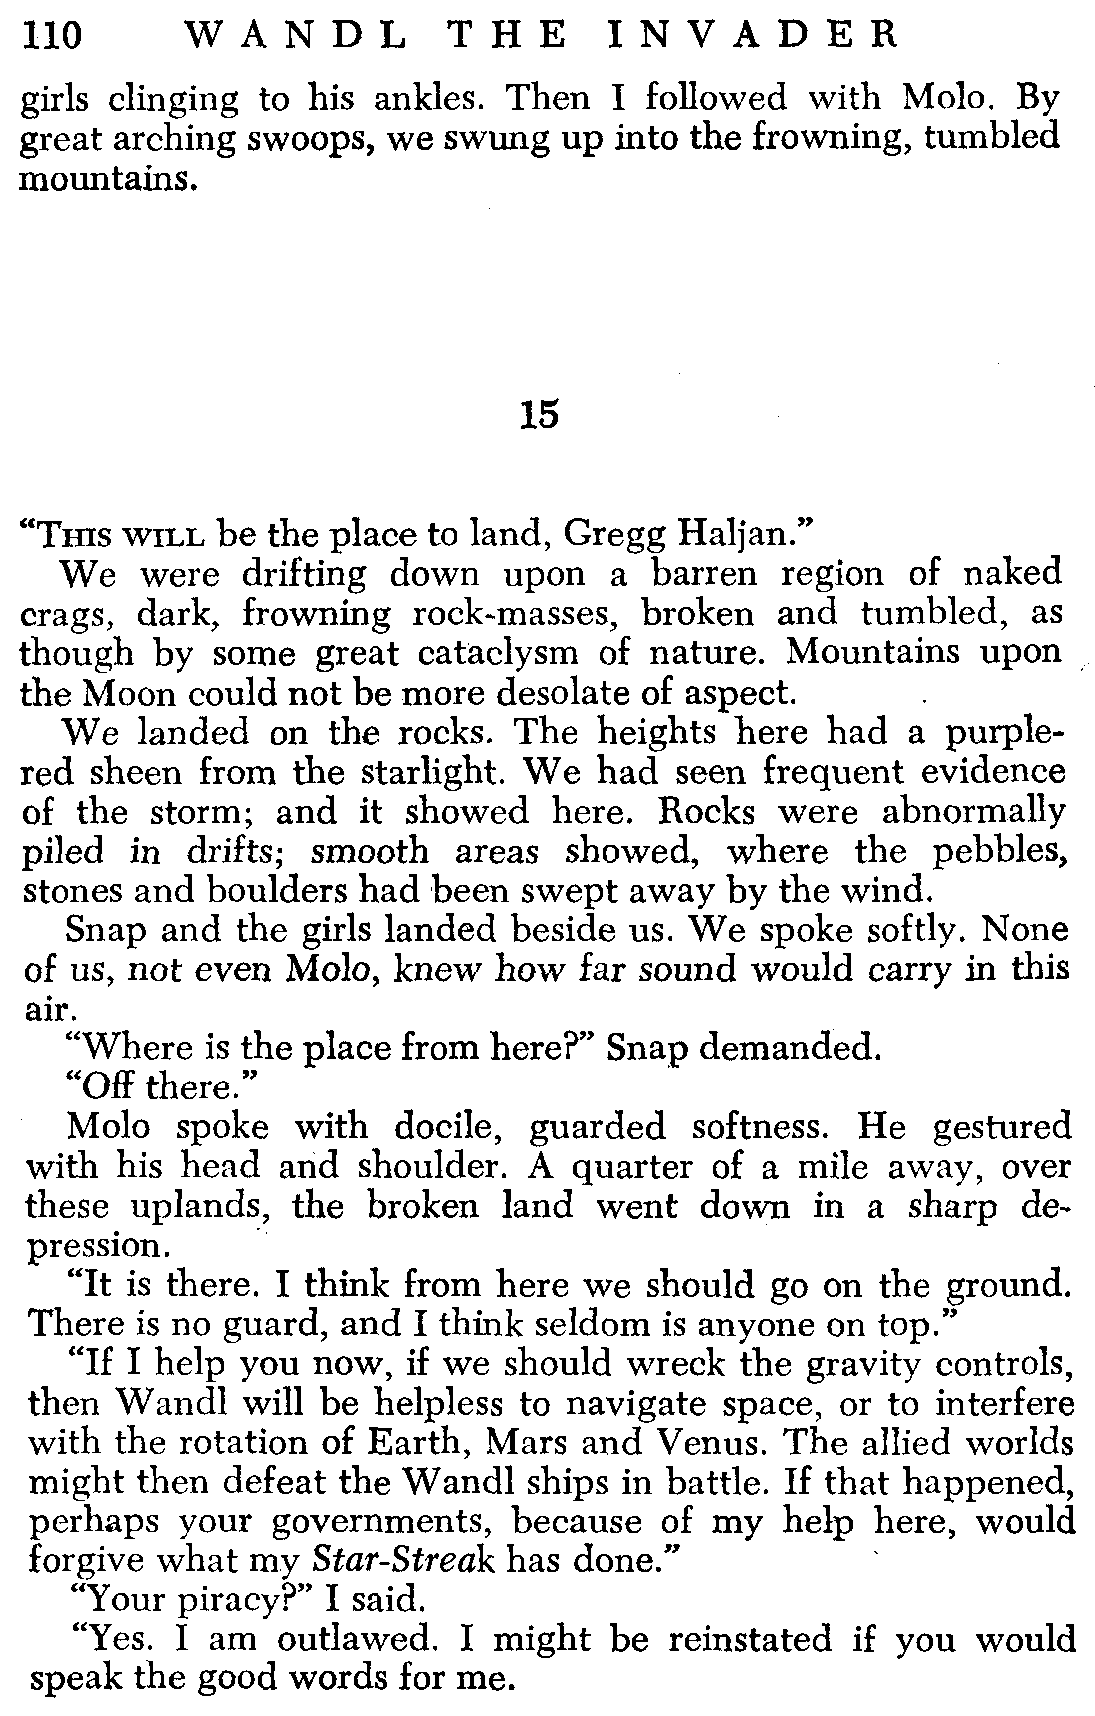 110 WANDL THE INVADER
girls clinging to his ankles. Then I followed with Molo. By
great arching swoops, we swung up into the frowning, tumbled
mountains.
15
“THIS WILL be the place to land, Gregg Haljan.”
We were drifting down upon a barren region of naked
crags, dark, frowning rock-masses, broken and tumbled, as
though by some great cataclysm of nature. Mountains upon
the Moon could not be more desolate of aspect.
We landed on the rocks. The heights here had a purple-
red sheen from the starlight. We had seen frequent evidence
of the storm; and it showed here. Rocks were abnormally
piled in drifts; smooth areas showed, where the pebbles,
stones and boulders had been swept away by the wind.
Snap and the girls landed beside us. We spoke softly. None
of us, not even Molo, knew how far sound would carry in this
air.
“Where is the place from here?” Snap demanded.
“Off there.”
Molo spoke with docile, guarded softness. He gestured
with his head and shoulder. A quarter of a mile away, over
these uplands, the broken land went down in a sharp de-
pression.
“It is there. I think from here we should go on the ground.
There is no guard, and I think seldom is anyone on top.”
“If I help you now, if we should wreck the gravity controls,
then Wandl will be helpless to navigate space, or to interfere
with the rotation of Earth, Mars and Venus. The allied worlds
might then defeat the Wandl ships in battle. If that happened,
perhaps your governments, because of my help here, would
forgive what my Star-Streak has done.”
“Your piracy?” I said.
“Yes. I am outlawed. I might be reinstated if you would
speak the good words for me.